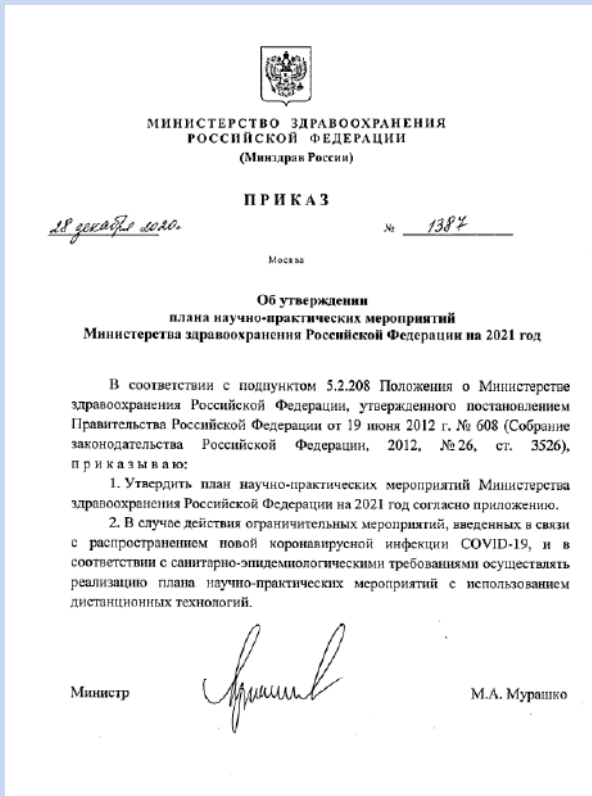 МИНИСТЕРСТВО ЗДРАВООХРАНЕНИЯ
РОССИЙСКОЙ ФЕДЕРАЦИИ
(Минздрав России)
ПРИКАЗ
28 декабря 2020г. № 1387
Москва
Об утверждении
плана научно-практических мероприятий
Министерства здравоохранения Российской Федерации на 2021 год
В соответствии с подпунктом 5.2.208 Положения о Министерстве
здравоохранения Российской Федерации, утвержденного постановлением
Правительства Российской Федерации от 19 июня 2012 г. № 608 (Собрание
законодательства Российской Федерации, 2012, № 26, ст. 3526),
приказываю:
1. Утвердить план научно-практических мероприятий Министерства
здравоохранения Российской Федерации на 2021 год согласно приложению.
2. В случае действия ограничительных мероприятий, введенных в связи
с распространением новой коронавирусной инфекции COVID-19, и в
соответствии с санитарно-эпидемиологическими требованиями осуществлять
реализацию плана научно-практических мероприятий с использованием
дистанционных технологий.
Министр М.А. Мурашко